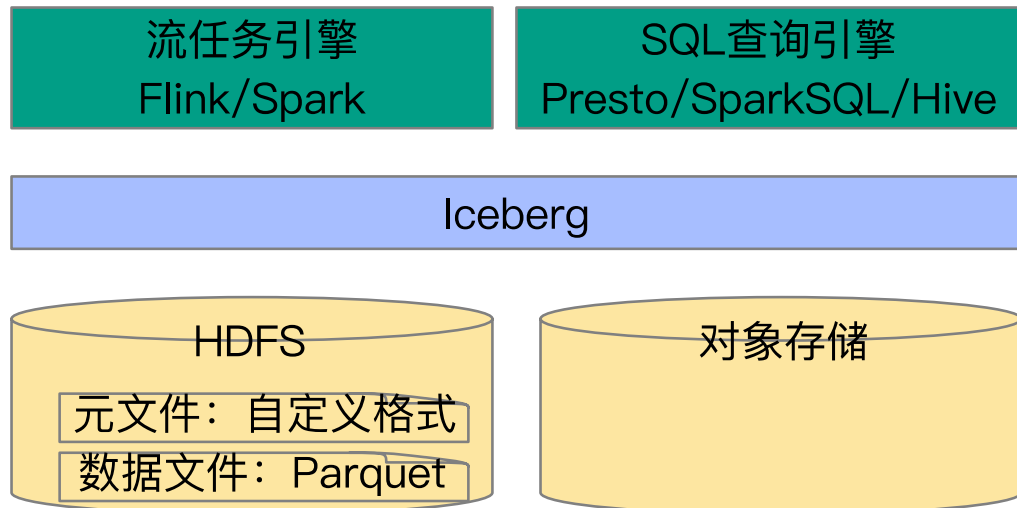 流任务引擎
Flink/Spark
SQL查询引擎
Presto/SparkSQL/Hive
Iceberg
HDFS
元文件：自定义格式
数据文件：Parquet
对象存储